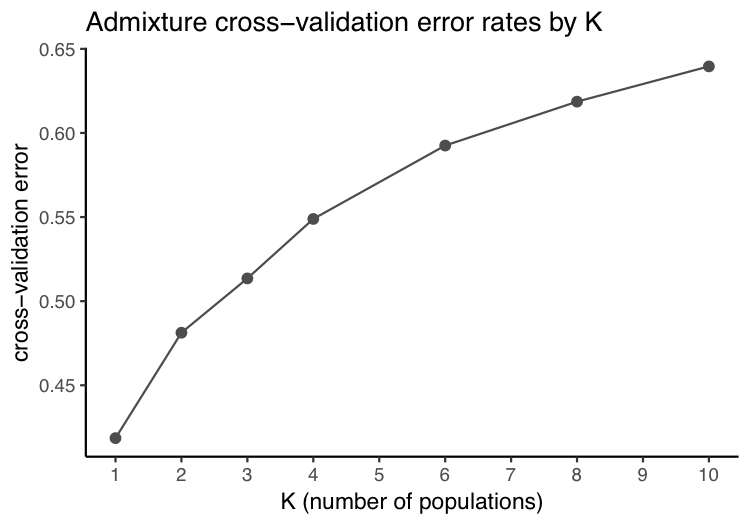 Admixture cross−validation error rates by K
cross−validation error
0.65
0.60
0.55
0.50
0.45
1 2 3 4 5 6 7 8 9 10
K (number of populations)